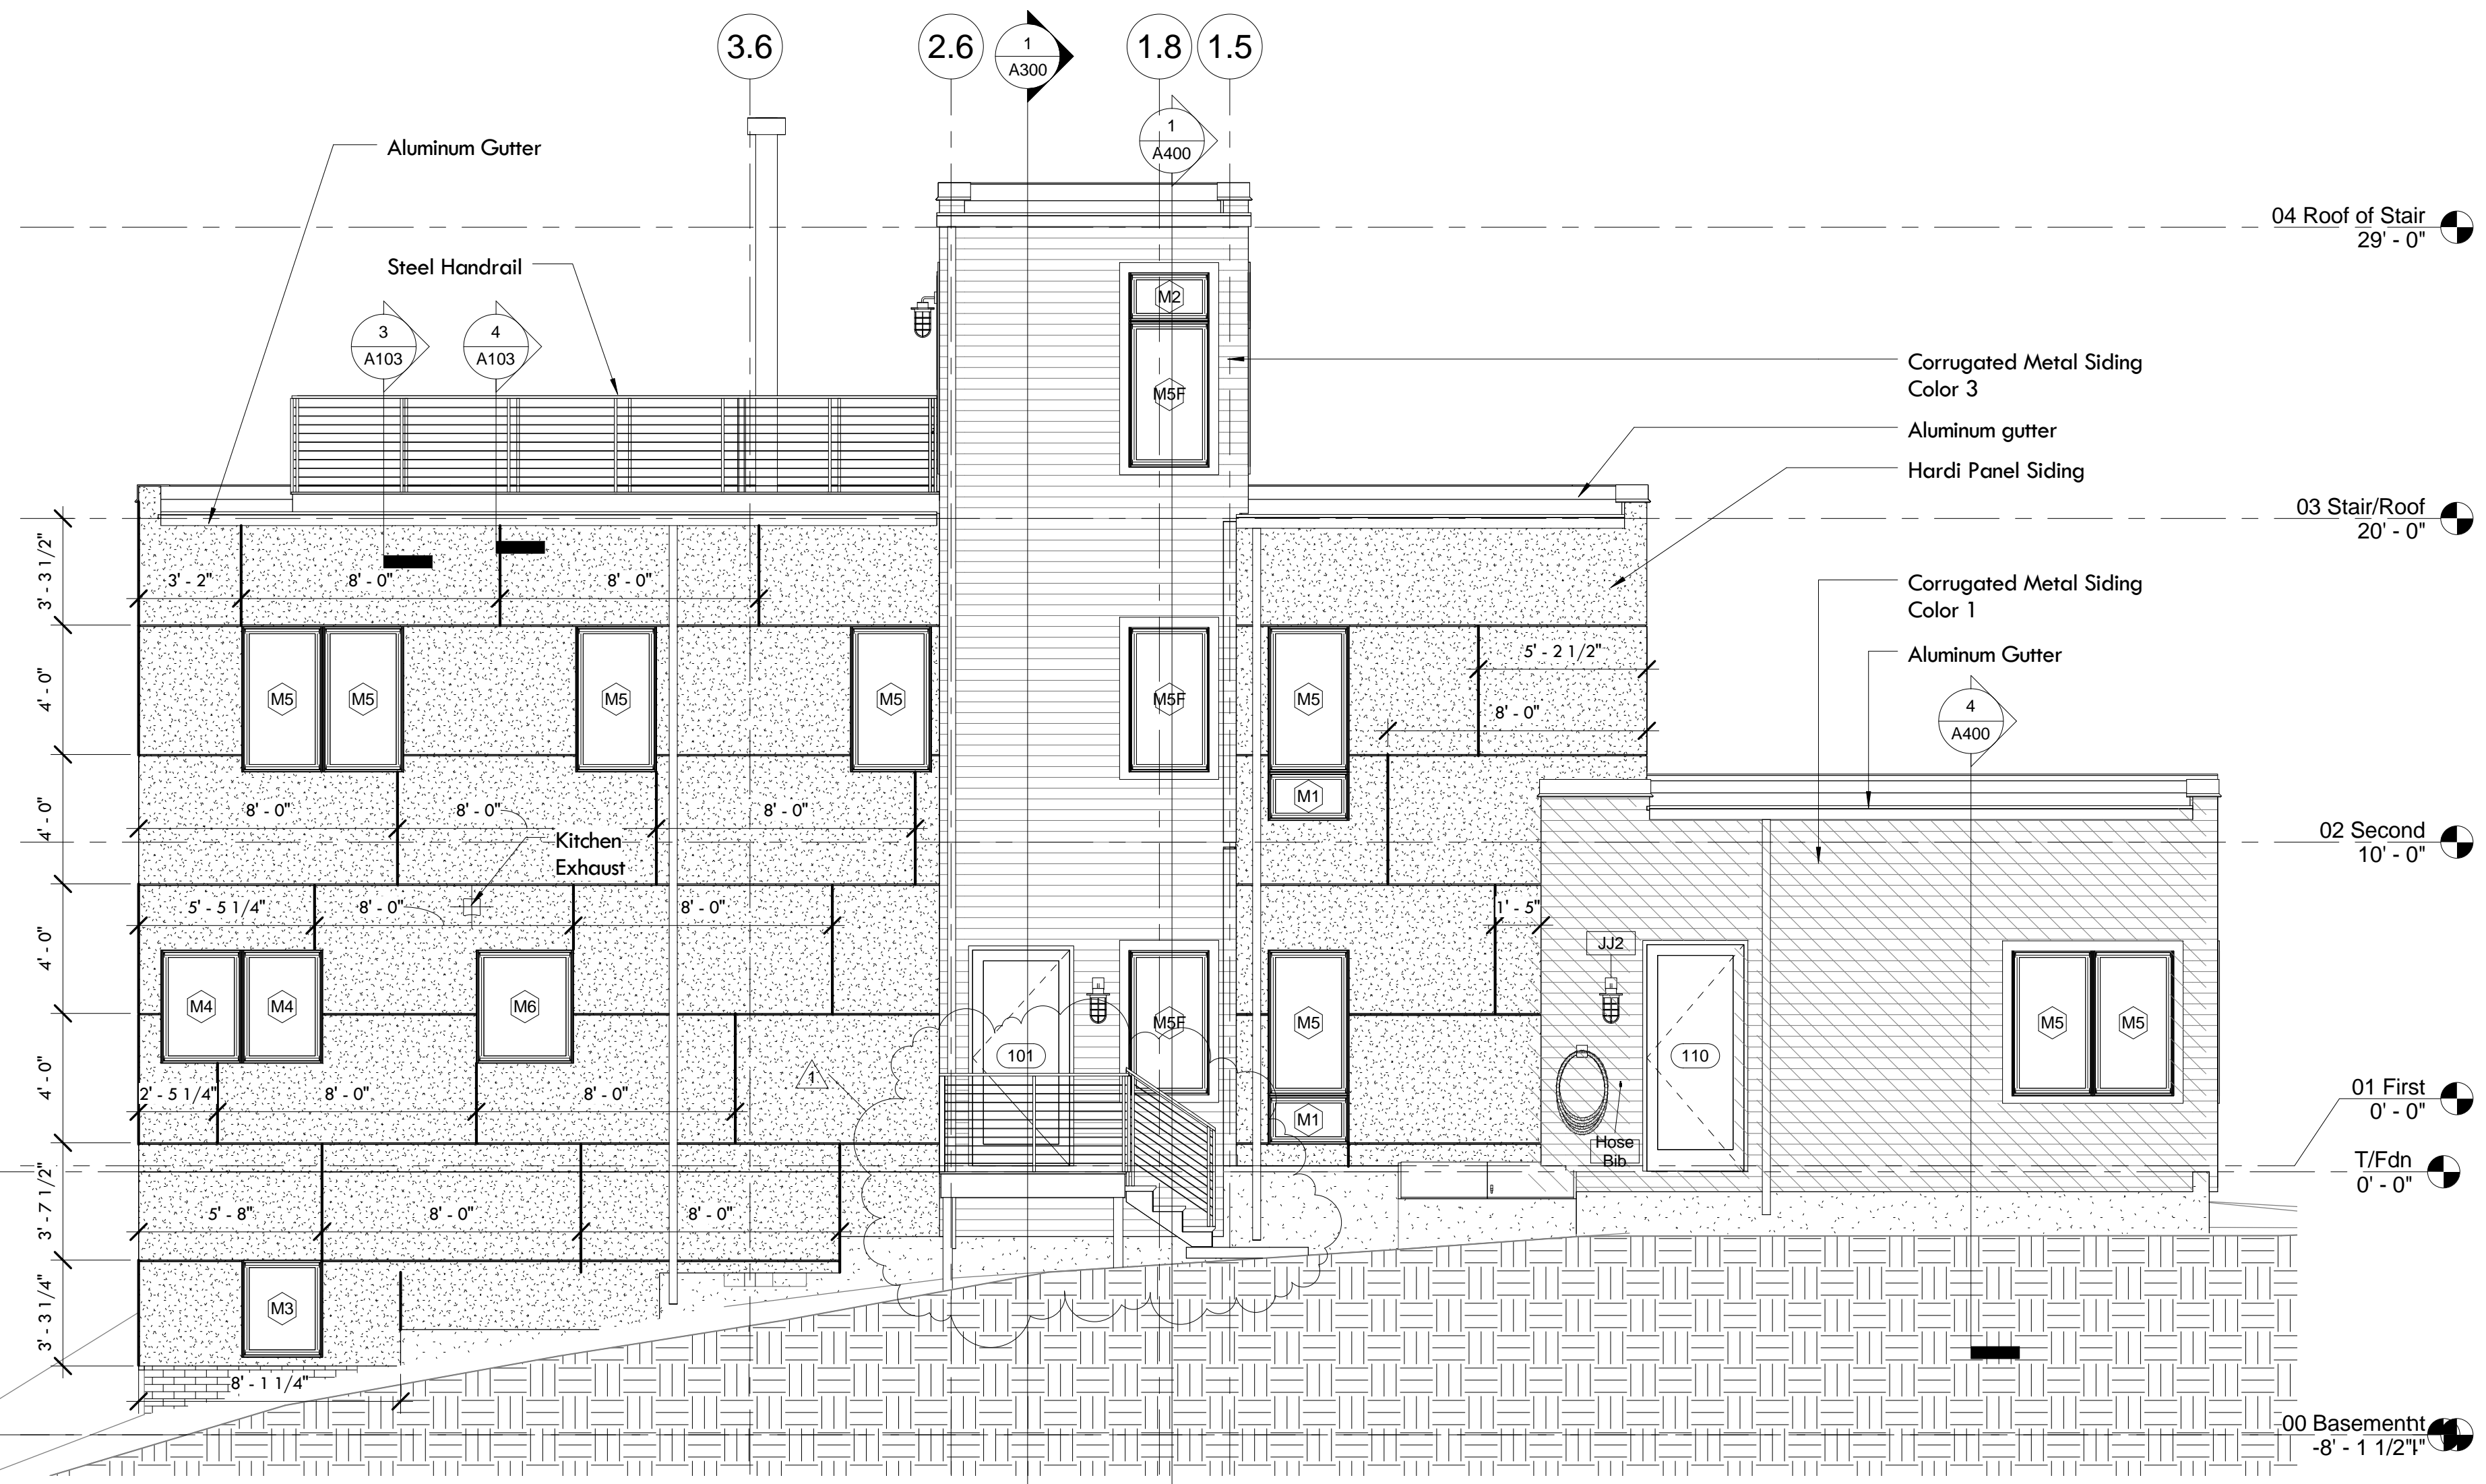 3.6
2.6
1
A300
1.8
1.5
1
A400
Aluminum Gutter
04 Roof of Stair
29' - 0"
Steel Handrail
M2
3
A103
4
A103
M5F
Corrugated Metal Siding
Color 3
Aluminum gutter
Hardi Panel Siding
03 Stair/Roof
20' - 0"
3' - 3 1/2"
3' - 2"
8' - 0"
8' - 0"
Corrugated Metal Siding
Color 1
Aluminum Gutter
5' - 2 1/2"
4' - 0"
M5
M5
M5
M5
M5F
M5
8' - 0"
4
A400
4' - 0"
8' - 0"
8' - 0"
8' - 0"
M1
Kitchen
Exhaust
02 Second
10' - 0"
5' - 5 1/4"
8' - 0"
8' - 0"
1' - 5"
4' - 0"
JJ2
M4
M4
M6
M5F
M5
M5
M5
101
110
4' - 0"
2' - 5 1/4"
8' - 0"
8' - 0"
1
M1
01 First
0' - 0"
Hose
Bib
T/Fdn
0' - 0"
3' - 7 1/2"
5' - 8"
8' - 0"
8' - 0"
3' - 3 1/4"
M3
8' - 1 1/4"
00 Basement
-8' - 1 1/2"